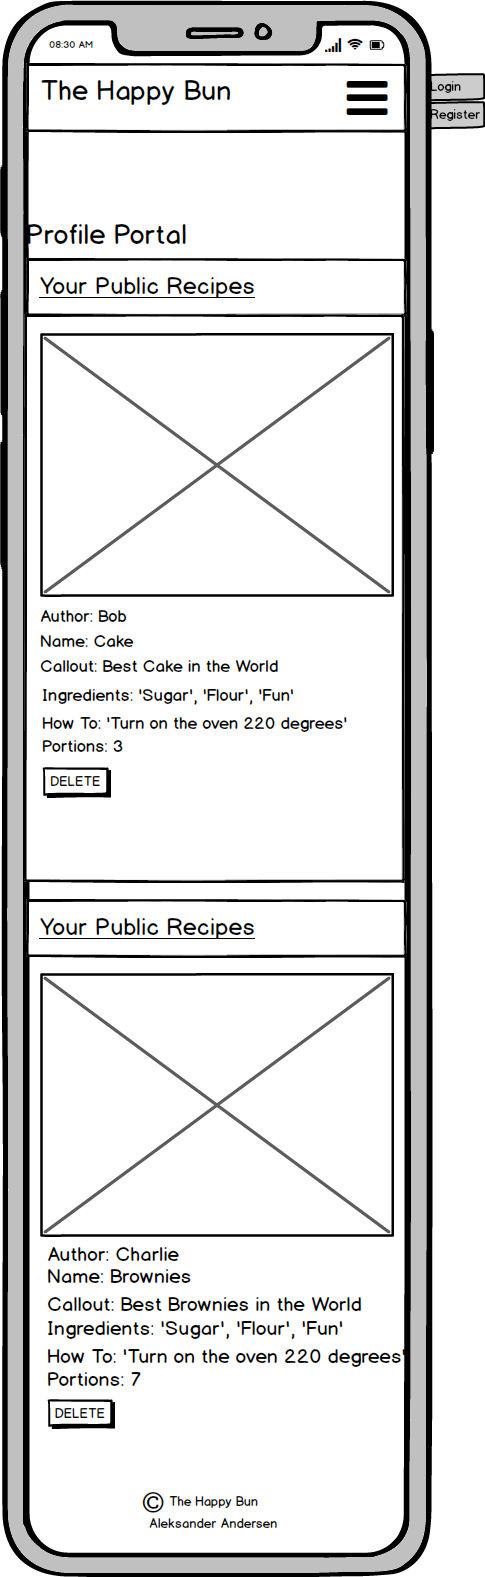 08:30 AM
The Happy Bun
Login
Register
Profile Portal
Your Public Recipes
Author: Bob
Name: Cake
Callout: Best Cake in the World
Ingredients: 'Sugar', 'Flour', 'Fun'
How To: 'Turn on the oven 220 degrees'
Portions: 3
DELETE
Your Public Recipes
Author: Charlie
Name: Brownies
Callout: Best Brownies in the World
Ingredients: 'Sugar', 'Flour', 'Fun'
How To: 'Turn on the oven 220 degrees'
Portions: 7
DELETE
© The Happy Bun
Aleksander Andersen